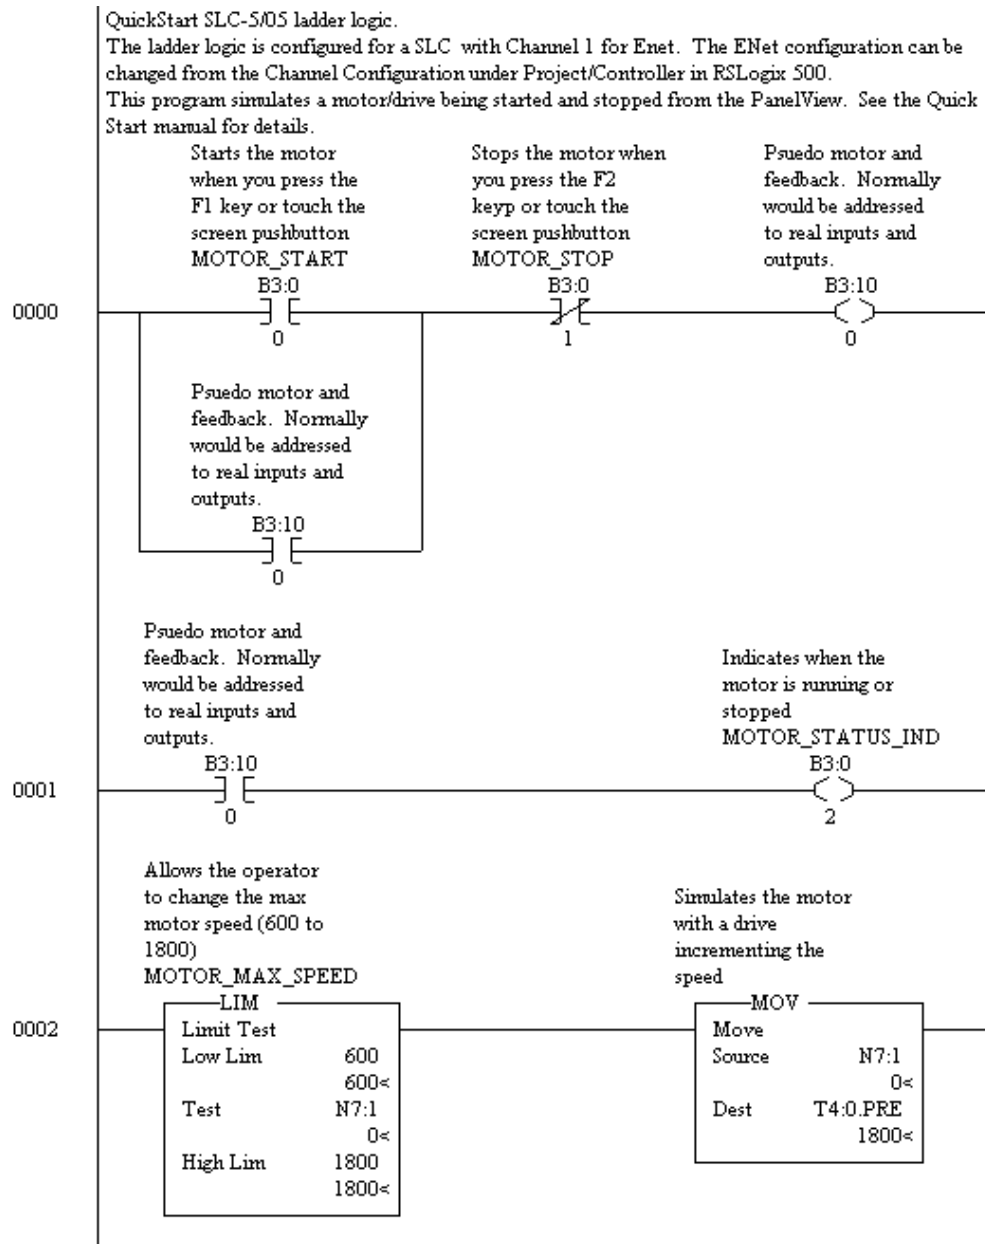 QuickStart SLC-5/05 ladder logic.
The ladder logic is configured for a SLC with Channel 1 for Enet. The ENet configuration can be
changed from the Channel Configuration under Project/Controller in RSLogix 500.
This program simulates a motor/drive being started and stopped from the PanelView. See the Quick
Start manual for details.
Starts the motor
when you press the
F1 key or touch the
screen pushbutton
MOTOR_START
B3:0
0
Stops the motor when
you press the F2
keyp or touch the
screen pushbutton
MOTOR_STOP
B3:0
1
Psuedo motor and
feedback. Normally
would be addressed
to real inputs and
outputs.
B3:10
0
0000
Psuedo motor and
feedback. Normally
would be addressed
to real inputs and
outputs.
B3:10
0
Psuedo motor and
feedback. Normally
would be addressed
to real inputs and
outputs.
B3:10
0
Indicates when the
motor is running or
stopped
MOTOR_STATUS_IND
B3:0
2
0001
Allows the operator
to change the max
motor speed (600 to
1800)
MOTOR_MAX_SPEED
LIM
Limit Test
Low Lim 600
600<
Test N7:1
0<
High Lim 1800
1800<
Simulates the motor
with a drive
incrementing the
speed
MOV
Move
Source N7:1
0<
Dest T4:0.PRE
1800<
0002